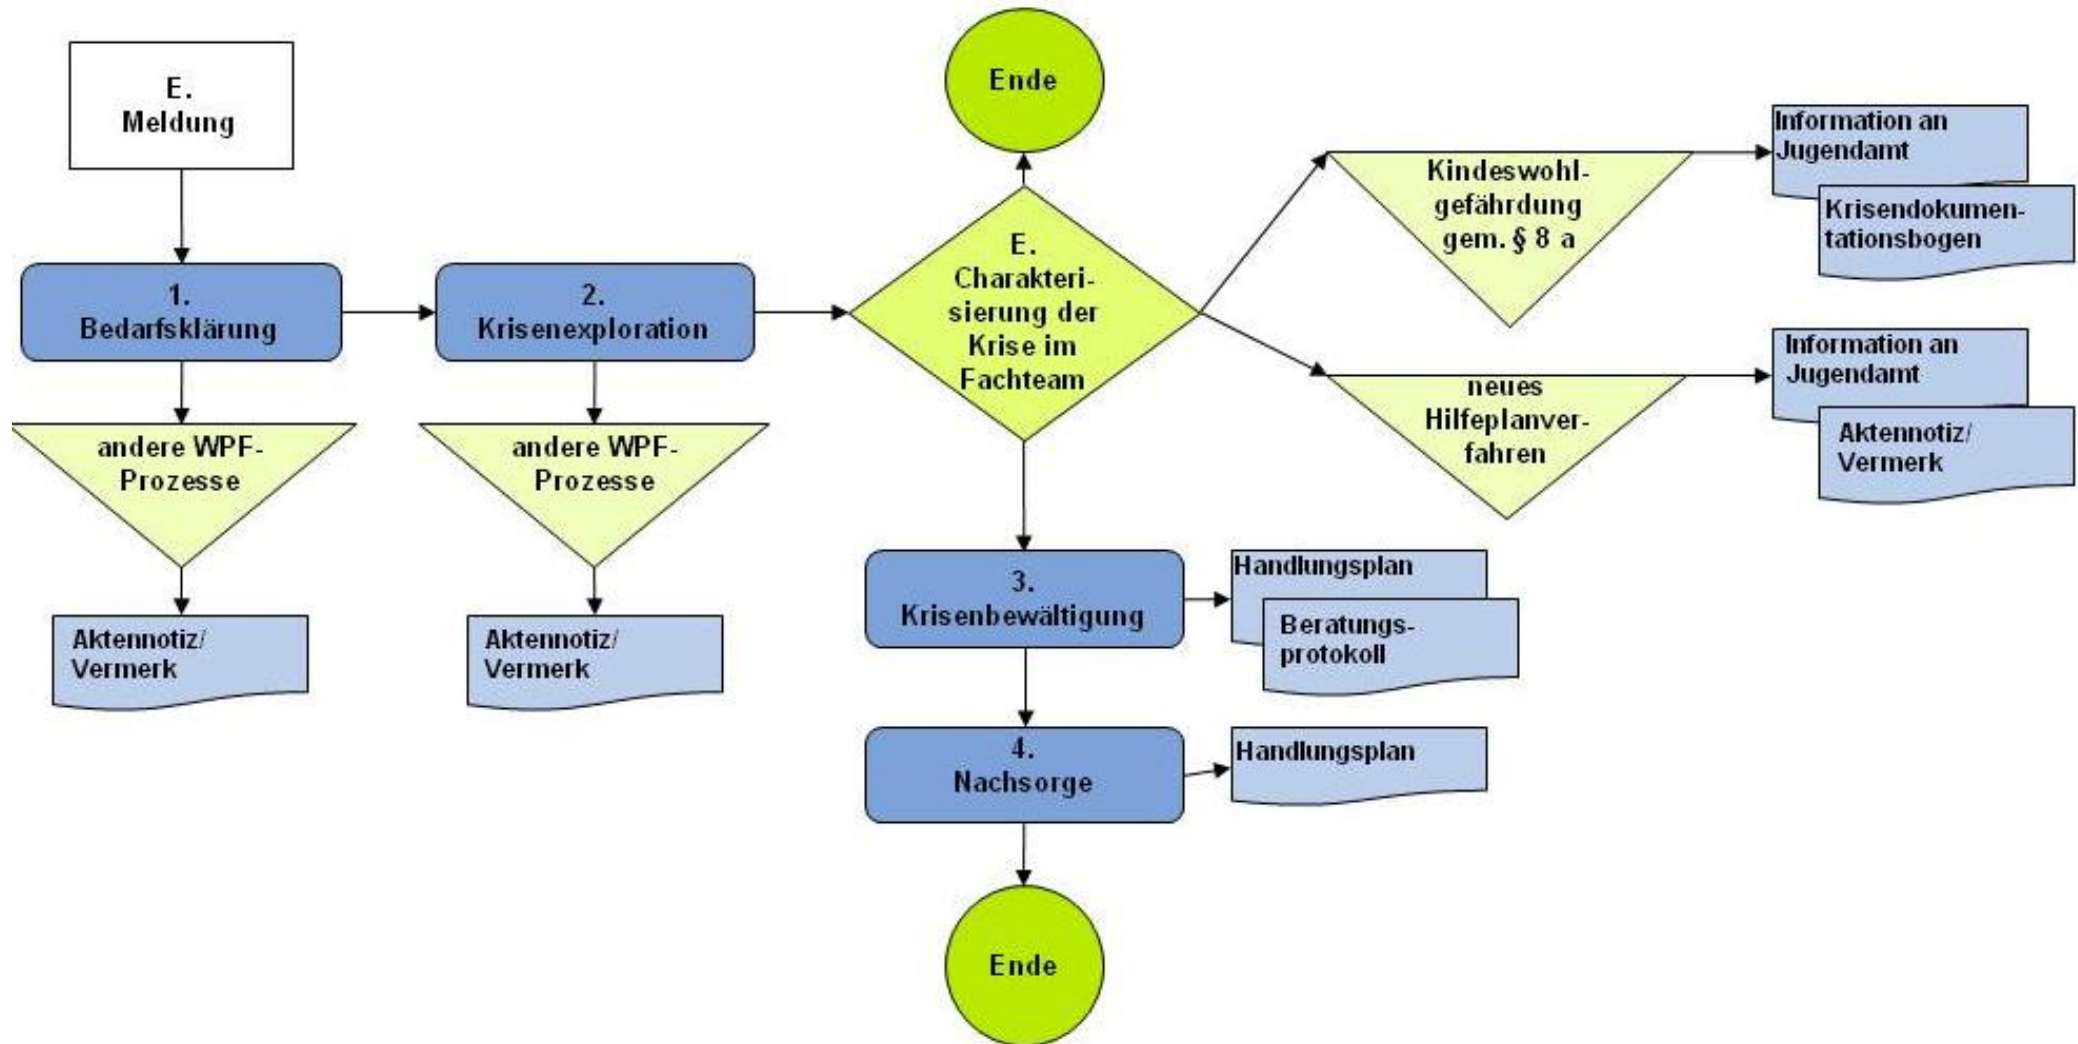 E.
Meldung
1.
Bedarfsklärung
andere WPF-
Prozesse
Aktennotiz/
Vermerk
2.
Krisenexploration
andere WPF-
Prozesse
Aktennotiz/
Vermerk
Ende
E.
Charakteri-
sierung der
Krise im
Fachteam
Kindeswohl-
gefährdung
gem. § 8 a
Information an
Jugendamt
Krisendokumen-
tationsbogen
neues
Hilfeplanver-
fahren
Information an
Jugendamt
Aktennotiz/
Vermerk
3.
Krisenbewältigung
Handlungsplan
Beratungs-
protokoll
4.
Nachsorge
Handlungsplan
Ende